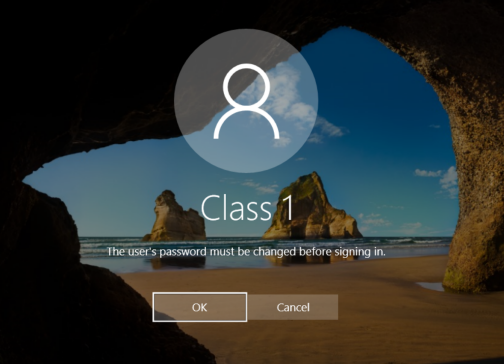 Class 1
The user's password must be changed before signing in.
OK
Cancel